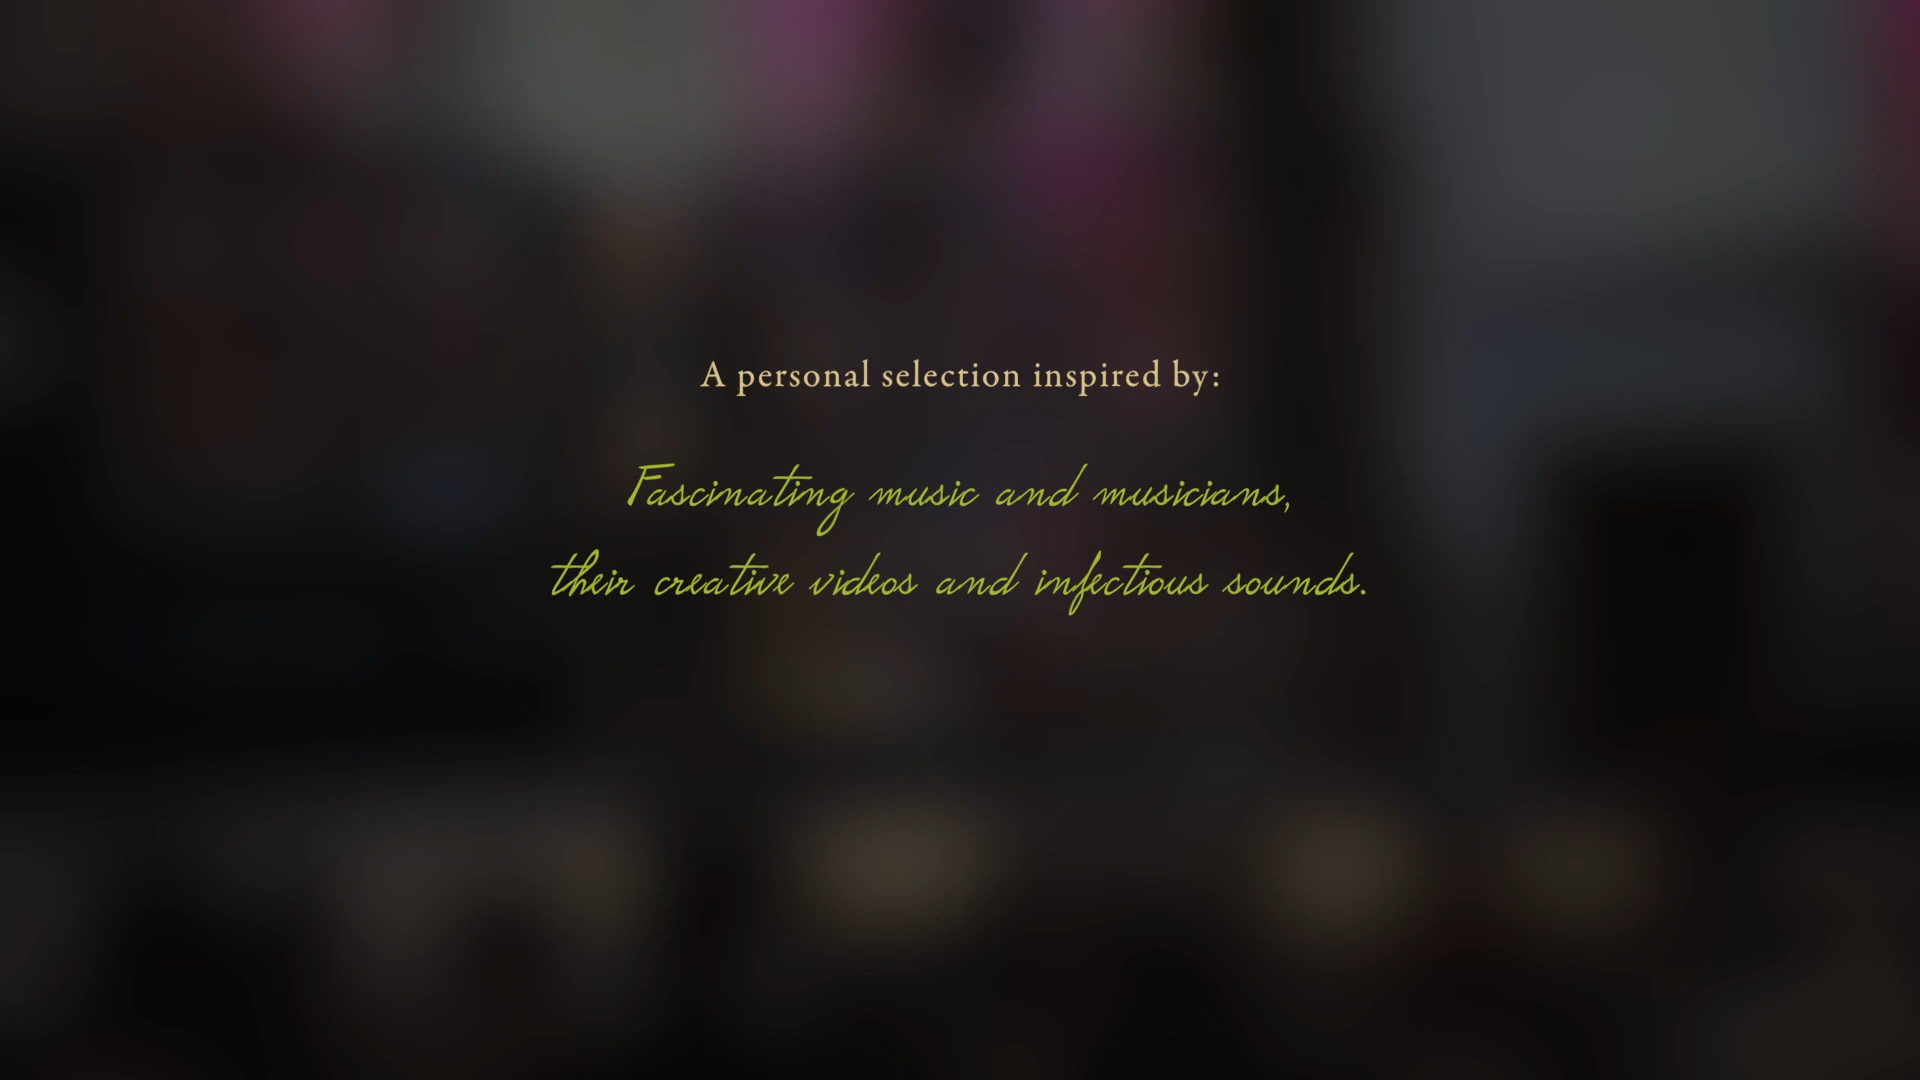 A personal selection inspired by:
Fascinating music and musicians,
their creative videos and infectious sounds.